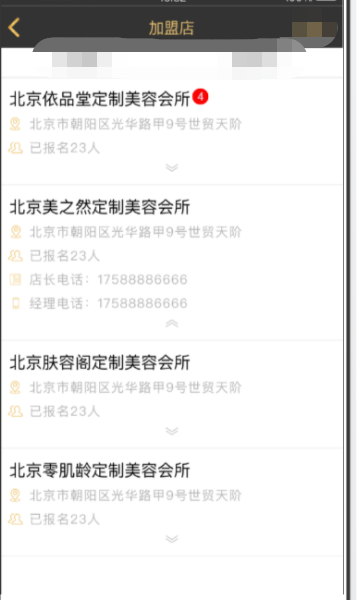 加盟店
北京依品堂定制美容会所 4
北京市朝阳区光华路甲9号世贸天阶
已报名23人
北京美之然定制美容会所
北京市朝阳区光华路甲9号世贸天阶
已报名23人
店长电话：17588886666
经理电话：17588886666
北京肤容阁定制美容会所
北京市朝阳区光华路甲9号世贸天阶
已报名23人
北京零肌龄定制美容会所
北京市朝阳区光华路甲9号世贸天阶
已报名23人